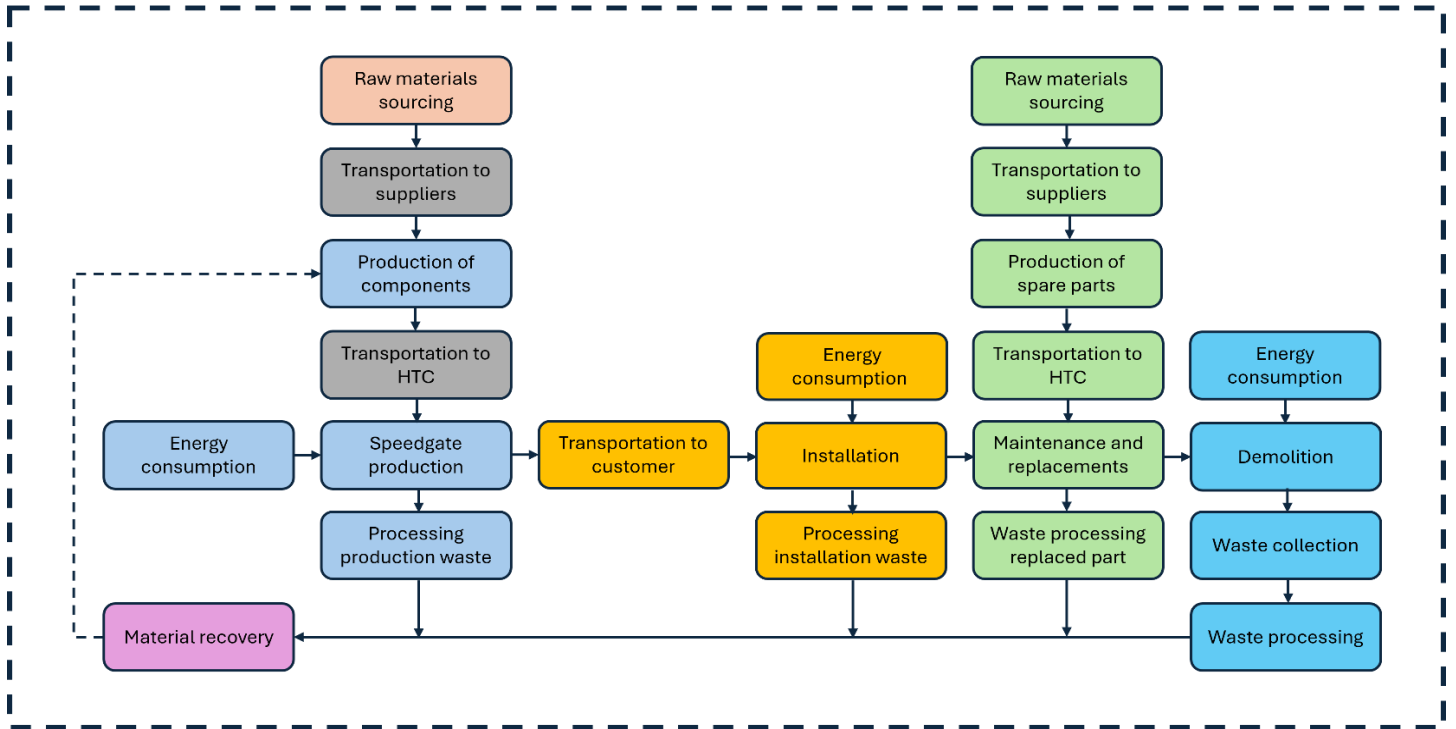 Raw materials
sourcing
Raw materials
sourcing
Transportation to
suppliers
Transportation to
suppliers
Production of
components
Production of
spare parts
Transportation to
HTC
Energy
consumption
Transportation to
HTC
Energy
consumption
Energy
consumption
Speedgate
production
Transportation to
customer
Installation
Maintenance and
replacements
Demolition
Processing
production waste
Processing
installation waste
Waste processing
replaced part
Waste collection
Material recovery
Waste processing